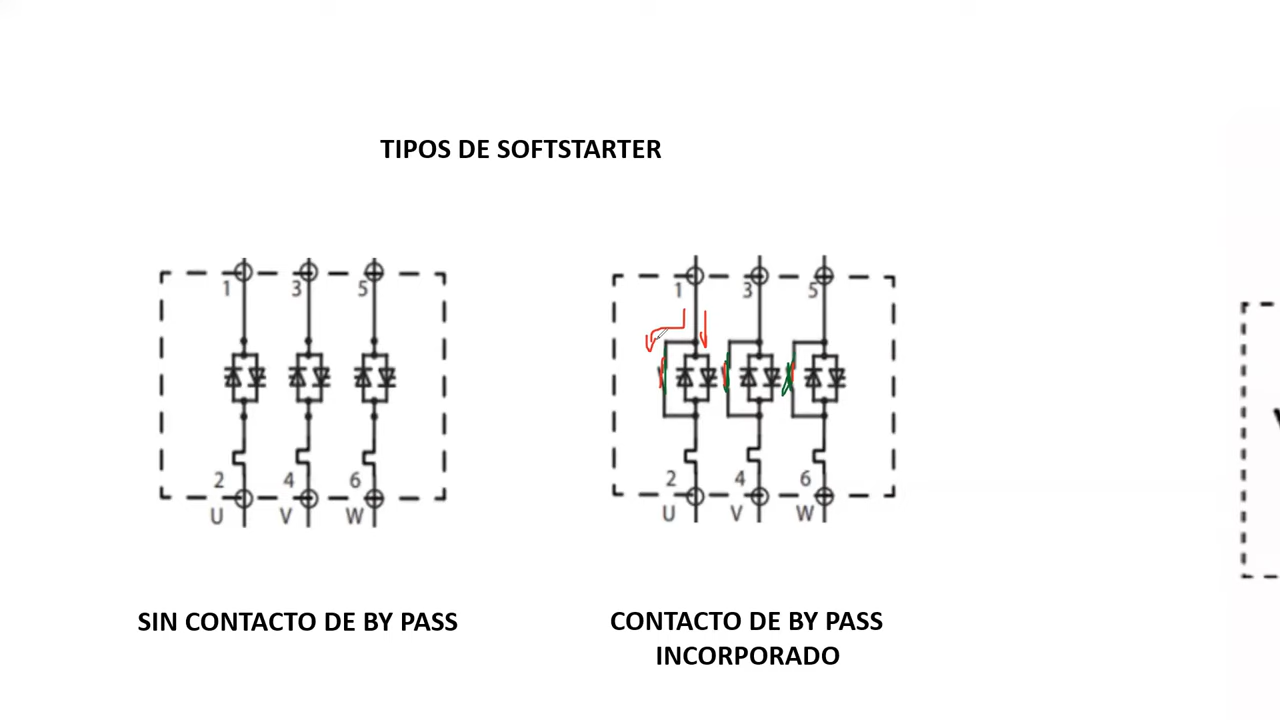 TIPOS DE SOFTSTARTER
1 3 5
2 4 6
U V W
1 3 5
2 4 6
U V W
SIN CONTACTO DE BY PASS
CONTACTO DE BY PASS
INCORPORADO